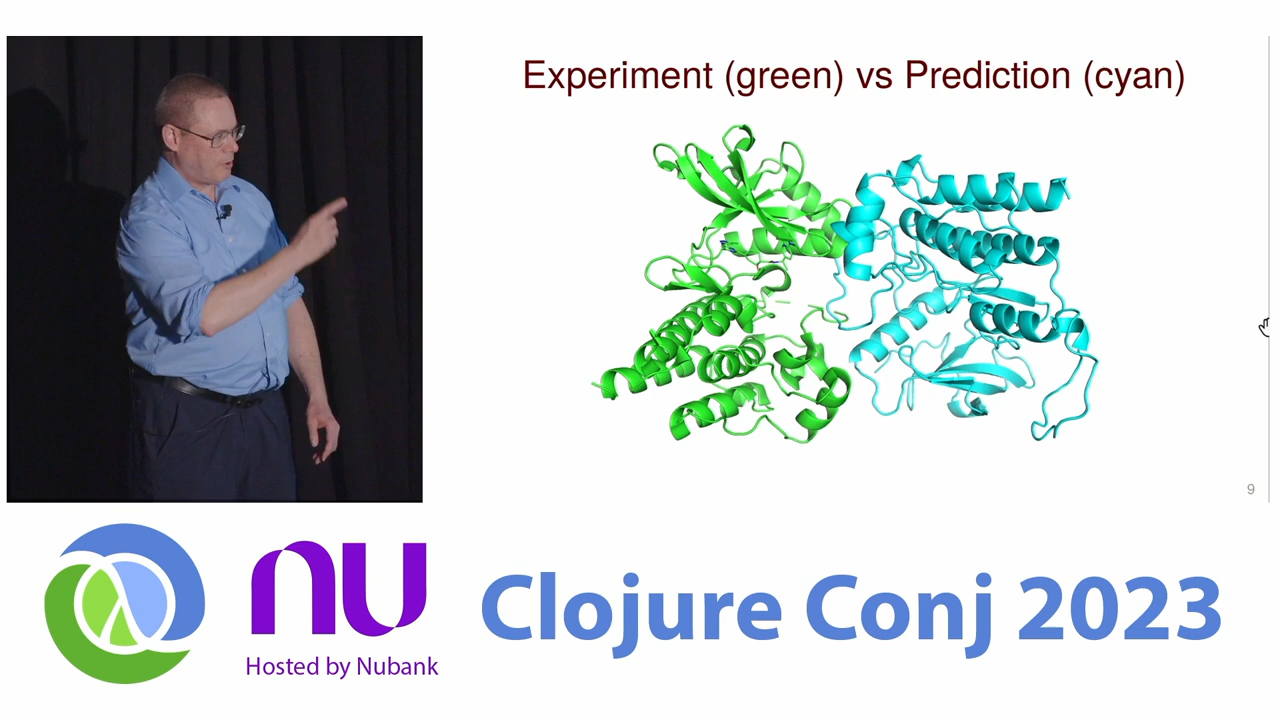 Experiment (green) vs Prediction (cyan)
9
nu
Hosted by Nubank
Clojure Conj 2023